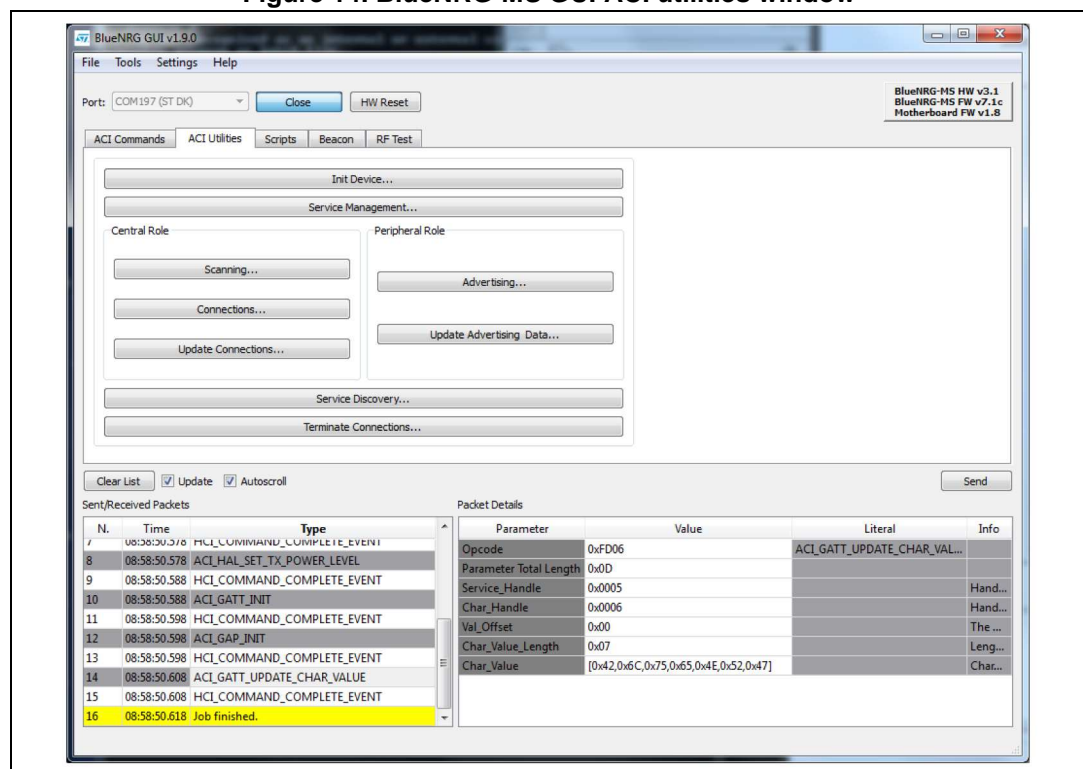 Figure 14. BlueNRG-MS GUI ACI utilities window
BlueNRG GUI v1.9.0
File Tools Settings Help
Port: COM197 (ST DK) Close HW Reset
BlueNRG-MS HW v3.1
BlueNRG-MS FW v7.1c
Motherboard FW v1.8
ACI Commands ACI Utilities Scripts Beacon RF Test
Init Device...
Service Management...
Central Role Peripheral Role
Scanning...
Advertising...
Connections...
Update Advertising Data...
Update Connections...
Service Discovery...
Terminate Connections...
Clear List Update Autoscroll Send
Sent/Received Packets Packet Details
N. Time Type
7 08:58:50.578 HCI_COMMAND_COMPLETE_EVENT
8 08:58:50.578 ACI_HAL_SET_TX_POWER_LEVEL
9 08:58:50.588 HCI_COMMAND_COMPLETE_EVENT
10 08:58:50.588 ACI_GATT_INIT
11 08:58:50.598 HCI_COMMAND_COMPLETE_EVENT
12 08:58:50.598 ACI_GAP_INIT
13 08:58:50.598 HCI_COMMAND_COMPLETE_EVENT
14 08:58:50.608 ACI_GATT_UPDATE_CHAR_VALUE
15 08:58:50.608 HCI_COMMAND_COMPLETE_EVENT
16 08:58:50.618 Job finished.
Parameter Value Literal Info
Opcode 0xFD06 ACI_GATT_UPDATE_CHAR_VAL...
Parameter Total Length 0x0D
Service_Handle 0x0005 Hand...
Char_Handle 0x0006 Hand...
Val_Offset 0x00 The ...
Char_Value_Length 0x07 Leng...
Char_Value [0x42,0x6C,0x75,0x65,0x4E,0x52,0x47] Char...